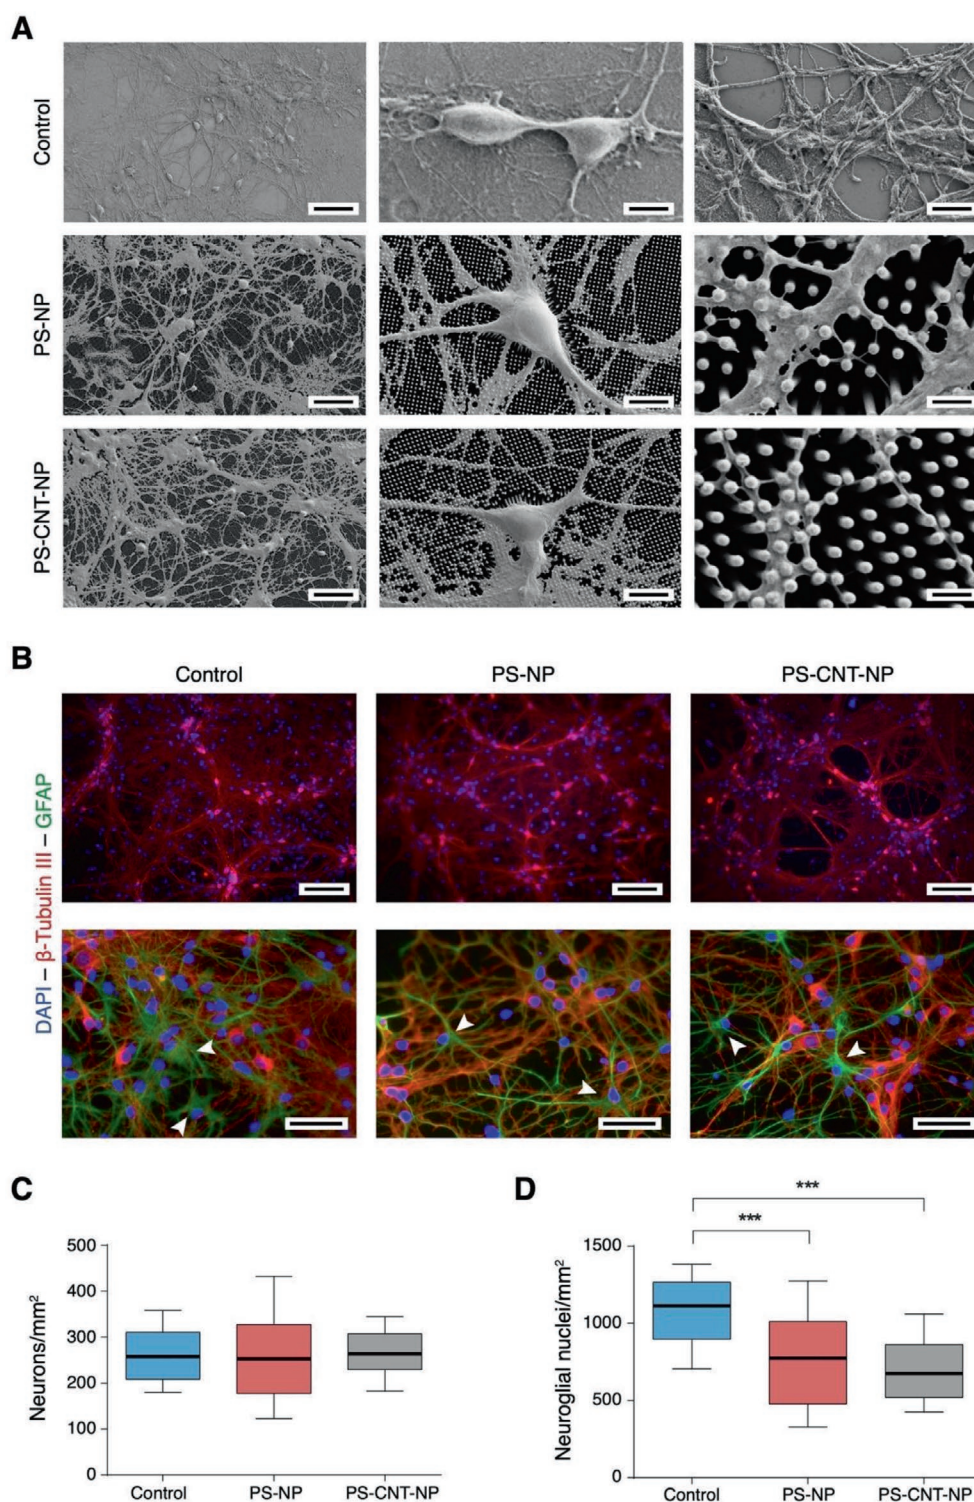 A
Control
PS-NP
PS-CNT-NP
B
Control PS-NP PS-CNT-NP
DAPI – β-Tubulin III – GFAP
C
Neurons/mm²
500
400
300
200
100
0
Control PS-NP PS-CNT-NP
D
***
***
Neuroglial nuclei/mm²
1500
1000
500
0
Control PS-NP PS-CNT-NP